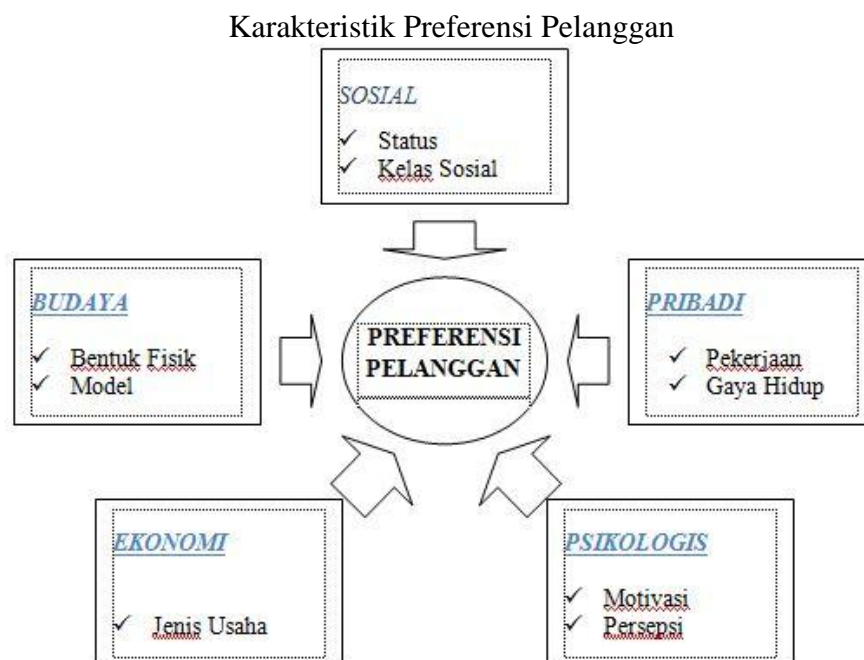 Karakteristik Preferensi Pelanggan
SOSIAL
✓ Status
✓ Kelas Sosial
BUDAYA
✓ Bentuk Fisik
✓ Model
PREFERENSI
PELANGGAN
PRIBADI
✓ Pekerjaan
✓ Gaya Hidup
EKONOMI
✓ Jenis Usaha
PSIKOLOGIS
✓ Motivasi
✓ Persepsi